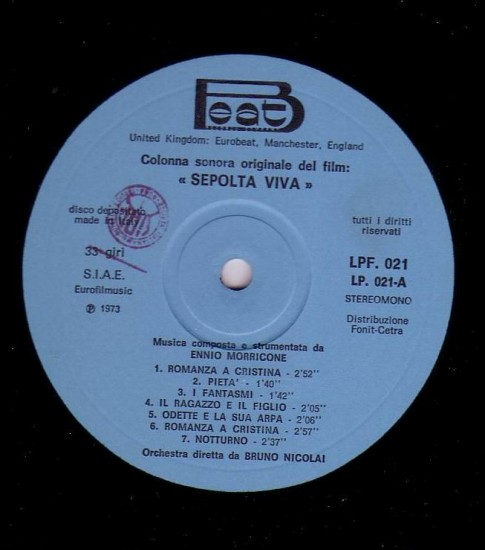 Beat
RECORDS COMPANY
United Kingdom: Eurobeat, Manchester, England
Colonna sonora originale del film:
« SEPOLTA VIVA »
disco depositato
made in Italy
33 giri
S.I.A.E.
Eurofilmusic
℗ 1973
tutti i diritti
riservati
LPF. 021
LP. 021-A
STEREOMONO
Distribuzione
Fonit-Cetra
Musica composta e strumentata da
ENNIO MORRICONE
1. ROMANZA A CRISTINA - 2'52''
2. PIETA' - 1'40''
3. I FANTASMI - 1'42''
4. IL RAGAZZO E IL FIGLIO - 2'05''
5. ODETTE E LA SUA ARPA - 2'06''
6. ROMANZA A CRISTINA - 2'57''
7. NOTTURNO - 2'37''
Orchestra diretta da BRUNO NICOLAI